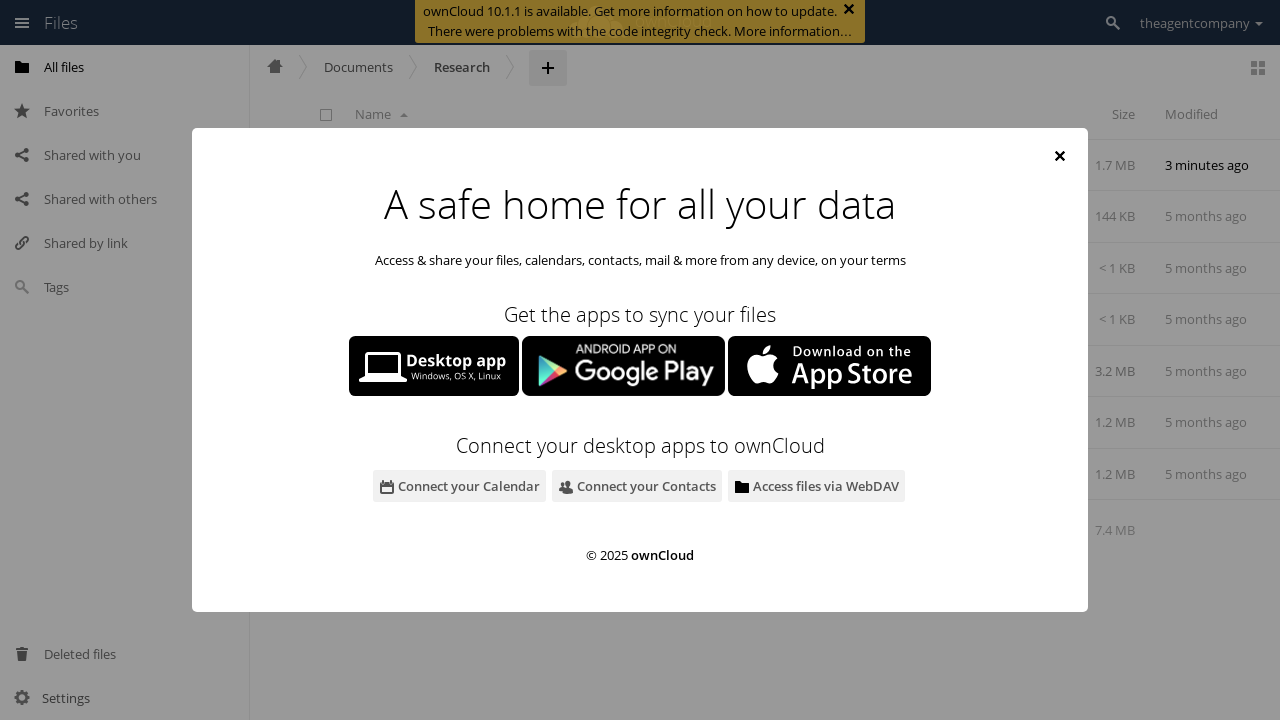 Files
ownCloud 10.1.1 is available. Get more information on how to update.
There were problems with the code integrity check. More information…
theagentcompany
All files
Favorites
Shared with you
Shared with others
Shared by link
Tags
Deleted files
Settings
Documents
Research
Name
Size
Modified
1.7 MB
3 minutes ago
144 KB
5 months ago
< 1 KB
5 months ago
< 1 KB
5 months ago
3.2 MB
5 months ago
1.2 MB
5 months ago
1.2 MB
5 months ago
7.4 MB
A safe home for all your data
Access & share your files, calendars, contacts, mail & more from any device, on your terms
Get the apps to sync your files
Desktop app
Windows, OS X, Linux
ANDROID APP ON
Google Play
Download on the
App Store
Connect your desktop apps to ownCloud
Connect your Calendar
Connect your Contacts
Access files via WebDAV
© 2025 ownCloud